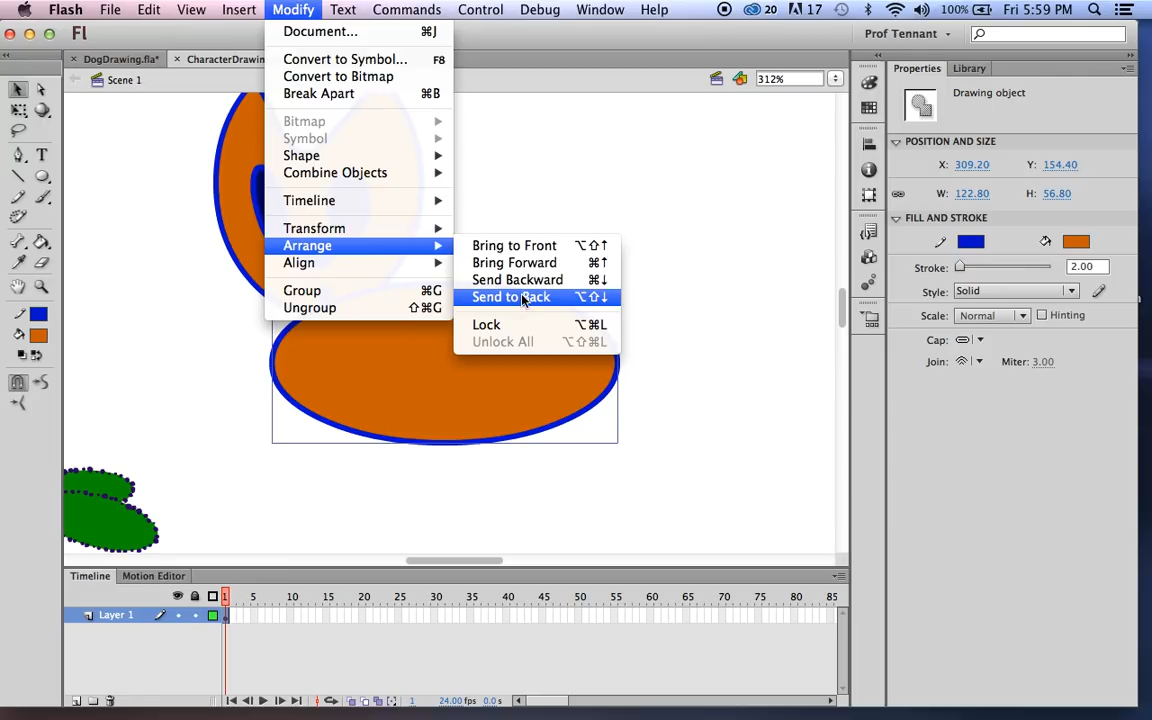 Flash File Edit View Insert Modify Text Commands Control Debug Window Help 20 17 100% Fri 5:59 PM
Fl Prof Tennant
DogDrawing.fla* CharacterDrawin
Scene 1 312%
Document... ⌘J
Convert to Symbol... F8
Convert to Bitmap
Break Apart ⌘B
Bitmap
Symbol
Shape
Combine Objects
Timeline
Transform
Arrange
Align
Group ⌘G
Ungroup ⇧⌘G
Bring to Front ⌥⇧↑
Bring Forward ⌘↑
Send Backward ⌘↓
Send to Back ⌥⇧↓
Lock ⌥⌘L
Unlock All ⌥⇧⌘L
Properties Library
Drawing object
POSITION AND SIZE
X: 309.20 Y: 154.40
W: 122.80 H: 56.80
FILL AND STROKE
Stroke: 2.00
Style: Solid
Scale: Normal Hinting
Cap:
Join: Miter: 3.00
Timeline Motion Editor
1 5 10 15 20 25 30 35 40 45 50 55 60 65 70 75 80 85
Layer 1
1 24.00 fps 0.0 s